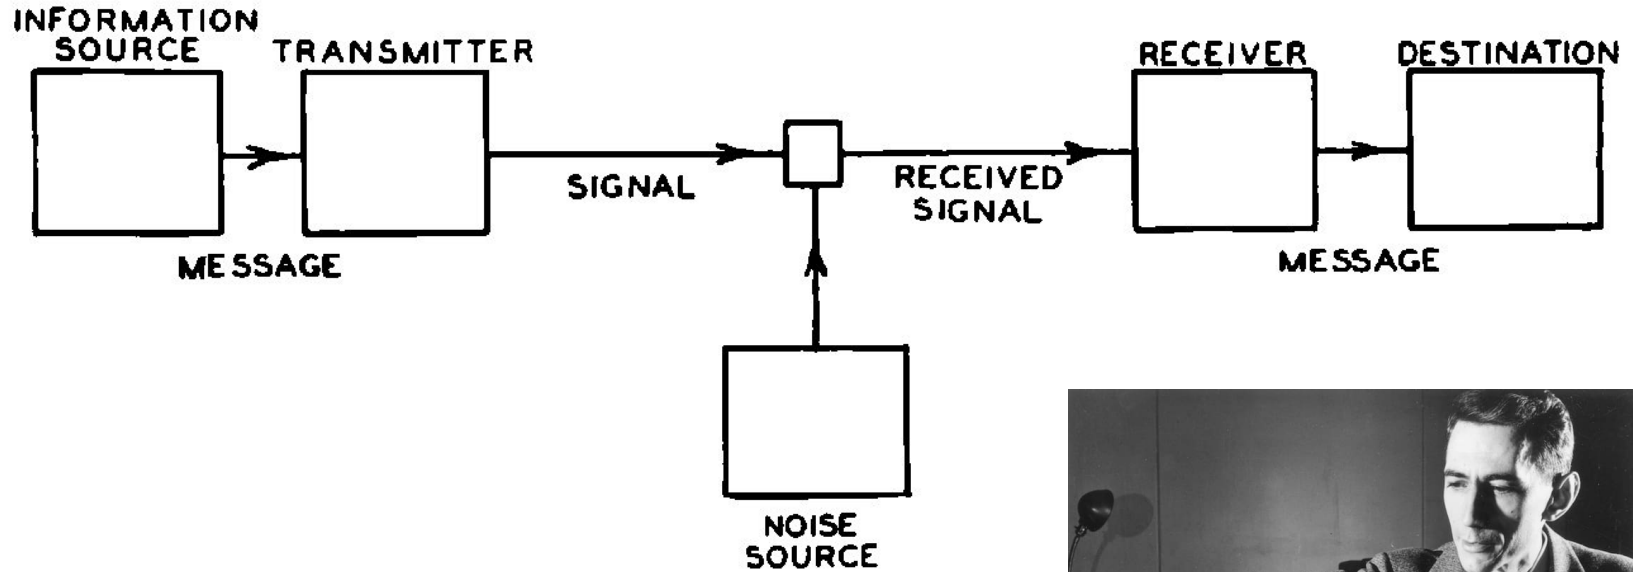 INFORMATION
SOURCE
TRANSMITTER
RECEIVER
DESTINATION
SIGNAL
RECEIVED
SIGNAL
MESSAGE
MESSAGE
NOISE
SOURCE